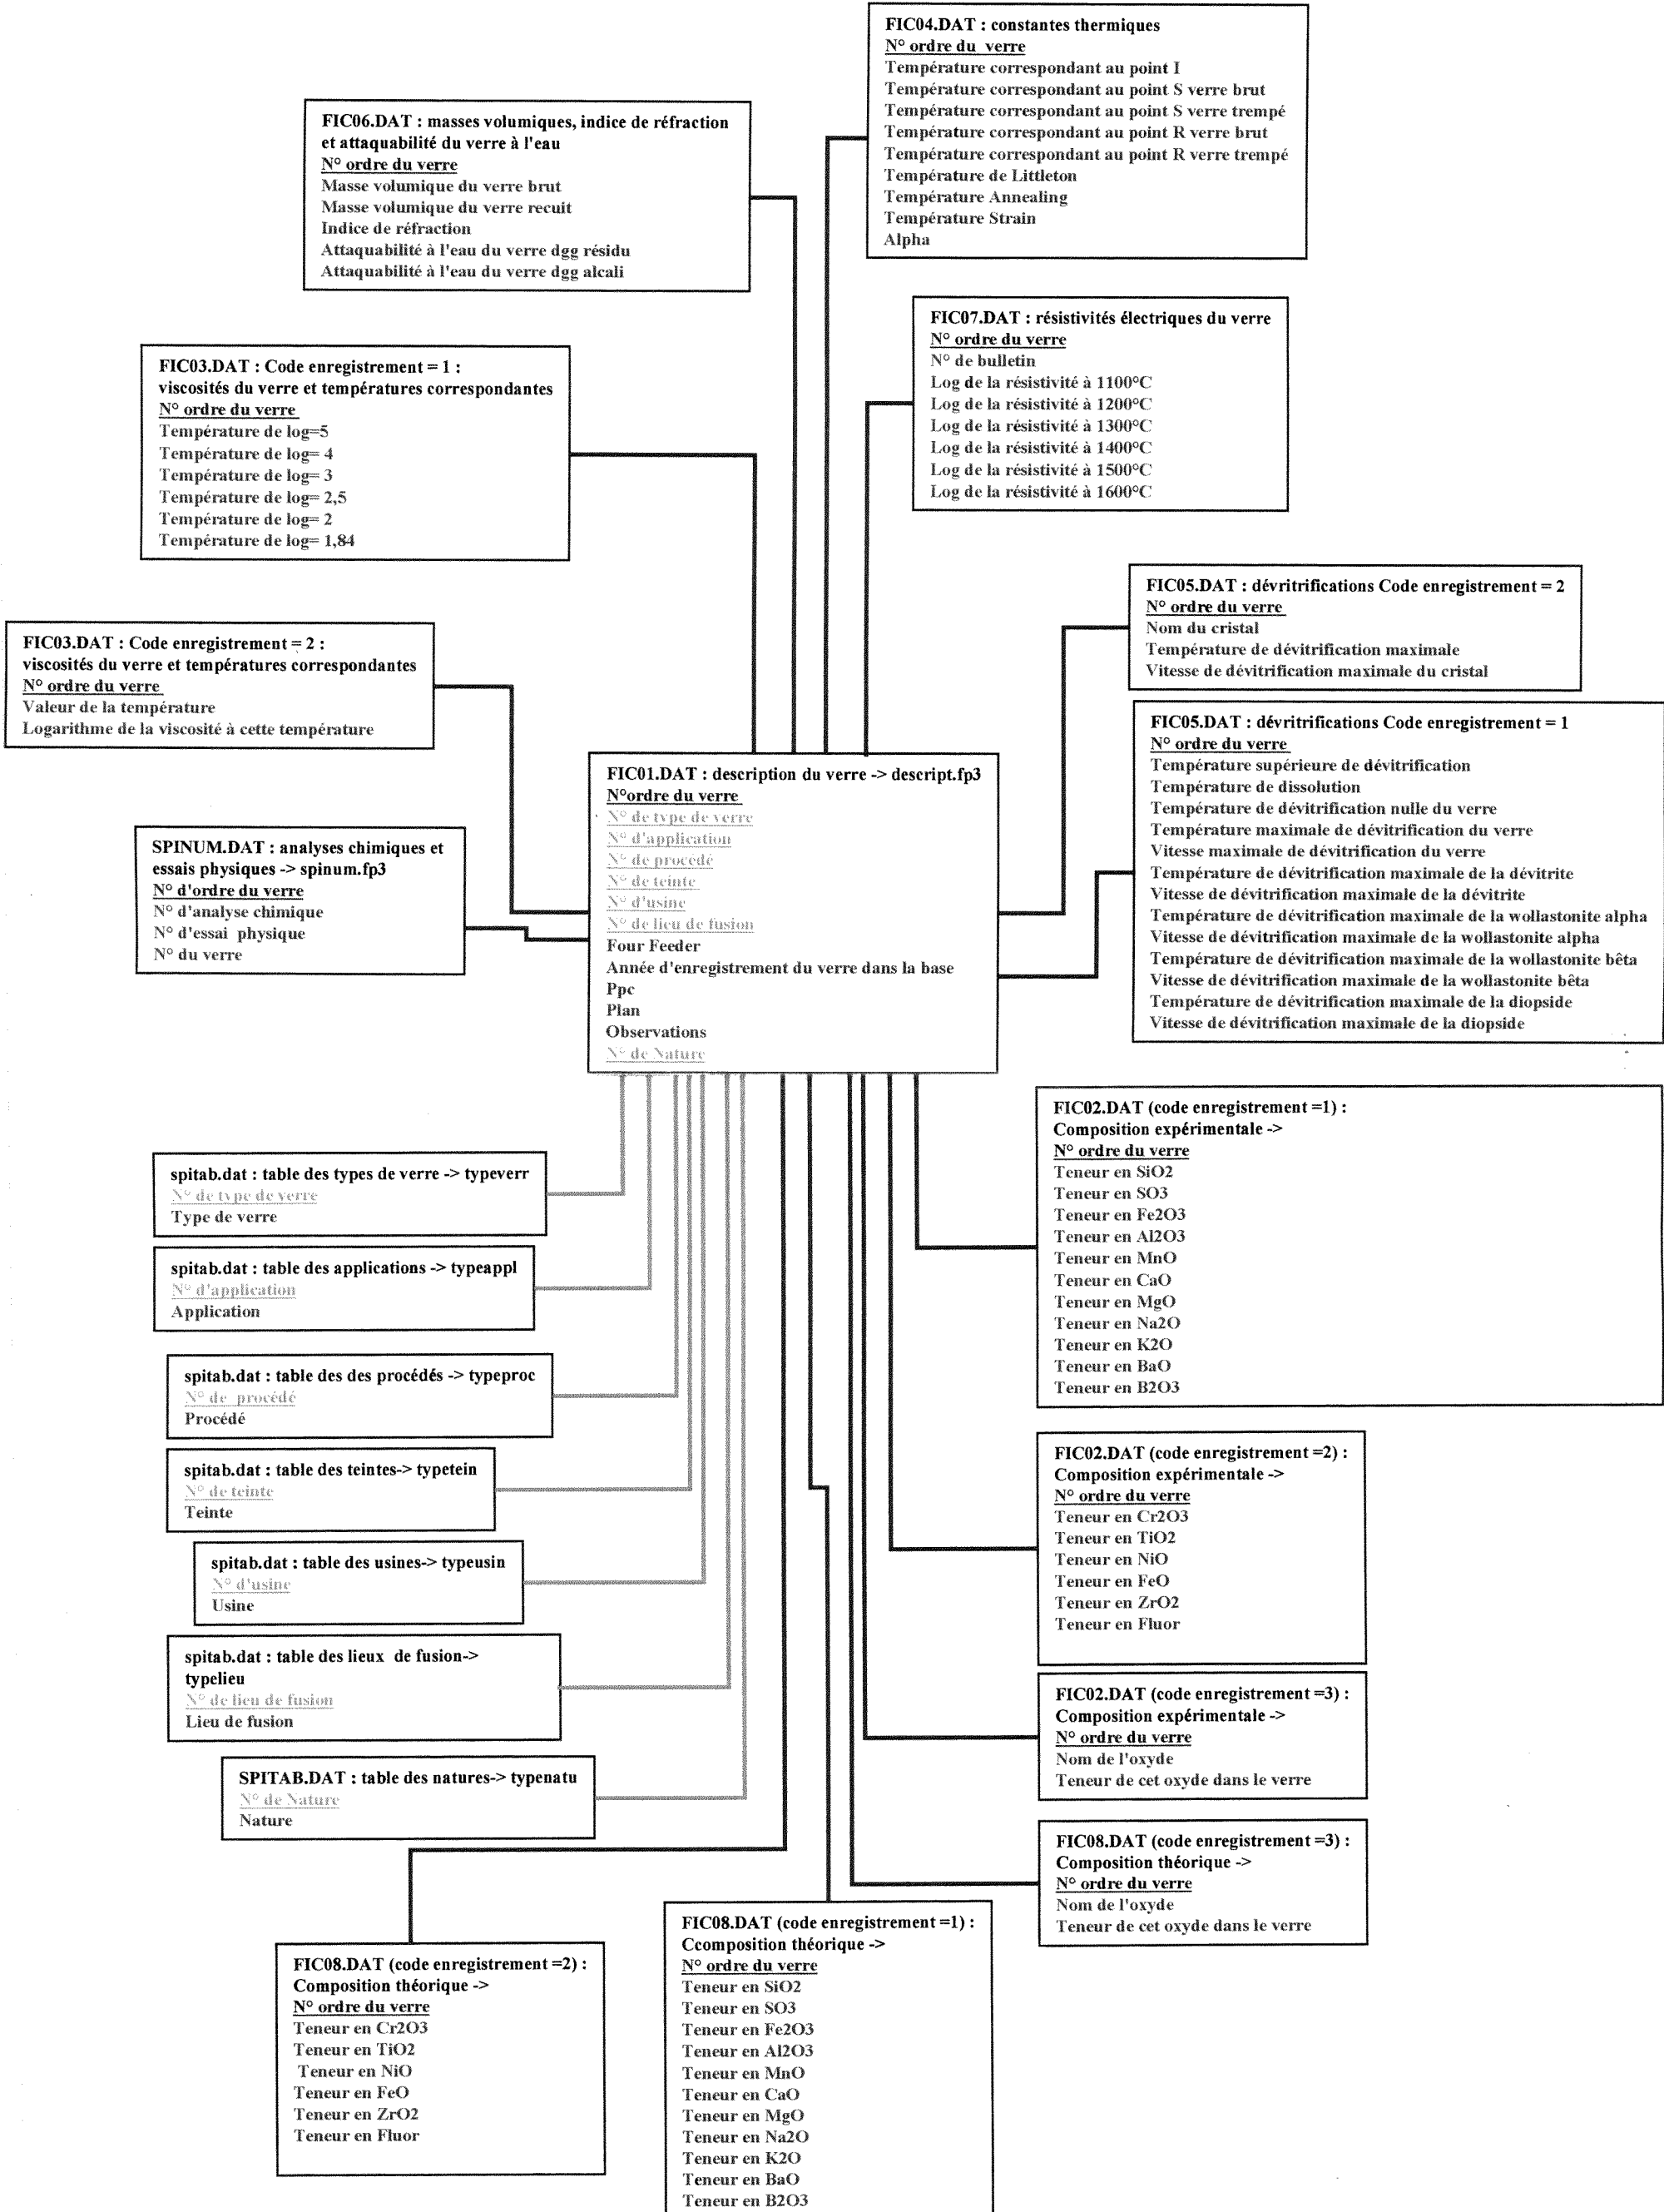 FIC04.DAT : constantes thermiques
N° ordre du verre
Température correspondant au point I
Température correspondant au point S verre brut
Température correspondant au point S verre trempé
Température correspondant au point R verre brut
Température correspondant au point R verre trempé
Température de Littleton
Température Annealing
Température Strain
Alpha
FIC06.DAT : masses volumiques, indice de réfraction
et attaquabilité du verre à l'eau
N° ordre du verre
Masse volumique du verre brut
Masse volumique du verre recuit
Indice de réfraction
Attaquabilité à l'eau du verre dgg résidu
Attaquabilité à l'eau du verre dgg alcali
FIC07.DAT : résistivités électriques du verre
N° ordre du verre
N° de bulletin
Log de la résistivité à 1100°C
Log de la résistivité à 1200°C
Log de la résistivité à 1300°C
Log de la résistivité à 1400°C
Log de la résistivité à 1500°C
Log de la résistivité à 1600°C
FIC03.DAT : Code enregistrement = 1 :
viscosités du verre et températures correspondantes
N° ordre du verre
Température de log=5
Température de log= 4
Température de log= 3
Température de log= 2,5
Température de log= 2
Température de log= 1,84
FIC05.DAT : dévritrifications Code enregistrement = 2
N° ordre du verre
Nom du cristal
Température de dévitrification maximale
Vitesse de dévitrification maximale du cristal
FIC03.DAT : Code enregistrement = 2 :
viscosités du verre et températures correspondantes
N° ordre du verre
Valeur de la température
Logarithme de la viscosité à cette température
FIC05.DAT : dévritrifications Code enregistrement = 1
N° ordre du verre
Température supérieure de dévitrification
Température de dissolution
Température de dévitrification nulle du verre
Température maximale de dévitrification du verre
Vitesse maximale de dévitrification du verre
Température de dévitrification maximale de la dévitrite
Vitesse de dévitrification maximale de la dévitrite
Température de dévitrification maximale de la wollastonite alpha
Vitesse de dévitrification maximale de la wollastonite alpha
Température de dévitrification maximale de la wollastonite bêta
Vitesse de dévitrification maximale de la wollastonite bêta
Température de dévitrification maximale de la diopside
Vitesse de dévitrification maximale de la diopside
FIC01.DAT : description du verre -> descript.fp3
N°ordre du verre
N° de type de verre
N° d'application
N° de procédé
N° de teinte
N° d'usine
N° de lieu de fusion
Four Feeder
Année d'enregistrement du verre dans la base
Ppc
Plan
Observations
N° de Nature
SPINUM.DAT : analyses chimiques et
essais physiques -> spinum.fp3
N° d'ordre du verre
N° d'analyse chimique
N° d'essai physique
N° du verre
FIC02.DAT (code enregistrement =1) :
Composition expérimentale ->
N° ordre du verre
Teneur en SiO2
Teneur en SO3
Teneur en Fe2O3
Teneur en Al2O3
Teneur en MnO
Teneur en CaO
Teneur en MgO
Teneur en Na2O
Teneur en K2O
Teneur en BaO
Teneur en B2O3
spitab.dat : table des types de verre -> typeverr
N° de type de verre
Type de verre
spitab.dat : table des applications -> typeappl
N° d'application
Application
spitab.dat : table des des procédés -> typeproc
N° de procédé
Procédé
spitab.dat : table des teintes-> typetein
N° de teinte
Teinte
spitab.dat : table des usines-> typeusin
N° d'usine
Usine
spitab.dat : table des lieux de fusion->
typelieu
N° de lieu de fusion
Lieu de fusion
SPITAB.DAT : table des natures-> typenatu
N° de Nature
Nature
FIC02.DAT (code enregistrement =2) :
Composition expérimentale ->
N° ordre du verre
Teneur en Cr2O3
Teneur en TiO2
Teneur en NiO
Teneur en FeO
Teneur en ZrO2
Teneur en Fluor
FIC02.DAT (code enregistrement =3) :
Composition expérimentale ->
N° ordre du verre
Nom de l'oxyde
Teneur de cet oxyde dans le verre
FIC08.DAT (code enregistrement =3) :
Composition théorique ->
N° ordre du verre
Nom de l'oxyde
Teneur de cet oxyde dans le verre
FIC08.DAT (code enregistrement =2) :
Composition théorique ->
N° ordre du verre
Teneur en Cr2O3
Teneur en TiO2
Teneur en NiO
Teneur en FeO
Teneur en ZrO2
Teneur en Fluor
FIC08.DAT (code enregistrement =1) :
Ccomposition théorique ->
N° ordre du verre
Teneur en SiO2
Teneur en SO3
Teneur en Fe2O3
Teneur en Al2O3
Teneur en MnO
Teneur en CaO
Teneur en MgO
Teneur en Na2O
Teneur en K2O
Teneur en BaO
Teneur en B2O3